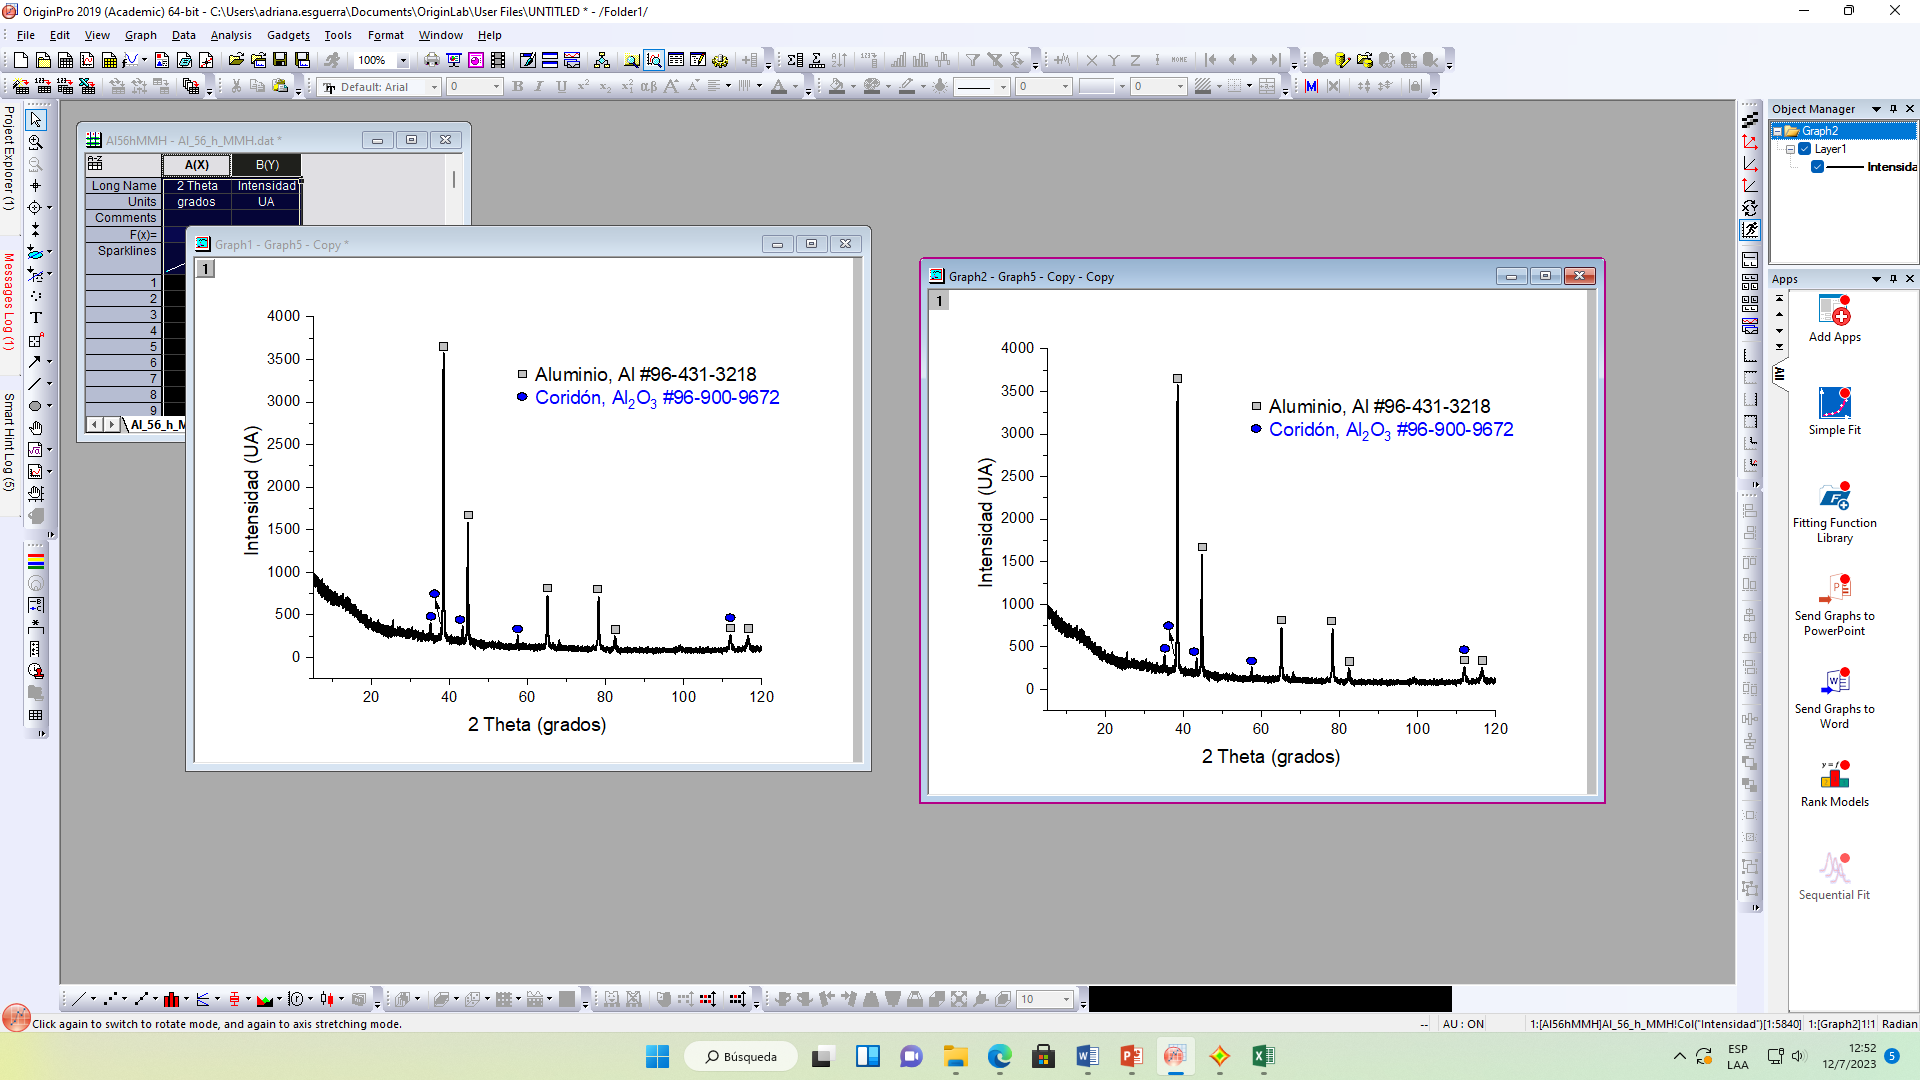 OriginPro 2019 (Academic) 64-bit - C:\Users\adriana.esguerra\Documents\OriginLab\User Files\UNTITLED * - /Folder1/
File Edit View Graph Data Analysis Gadgets Tools Format Window Help
100%
Default: Arial 0 B I U 0 0
Project Explorer (1)
Messages Log (1)
Smart Hint Log (5)
Al56hMMH - Al_56_h_MMH.dat *
A(X) B(Y)
Long Name 2 Theta Intensidad
Units grados UA
Comments
F(x)=
Sparklines
1
2
3
4
5
6
7
8
9
Al_56_h_M
Graph1 - Graph5 - Copy *
1
4000
3500
3000
2500
2000
1500
1000
500
0
Intensidad (UA)
Aluminio, Al #96-431-3218
Coridón, Al2O3 #96-900-9672
20 40 60 80 100 120
2 Theta (grados)
Graph2 - Graph5 - Copy - Copy
1
4000
3500
3000
2500
2000
1500
1000
500
0
Intensidad (UA)
Aluminio, Al #96-431-3218
Coridón, Al2O3 #96-900-9672
20 40 60 80 100 120
2 Theta (grados)
Object Manager
Graph2
Layer1
Intensida
Apps
All
Add Apps
Simple Fit
Fitting Function
Library
Send Graphs to
PowerPoint
Send Graphs to
Word
Rank Models
Sequential Fit
10
Click again to switch to rotate mode, and again to axis stretching mode.
-- AU : ON 1:[Al56hMMH]Al_56_h_MMH!Col("Intensidad")[1:5840] 1:[Graph2]1!1 Radian
Búsqueda
ESP
LAA
12:52
12/7/2023
5